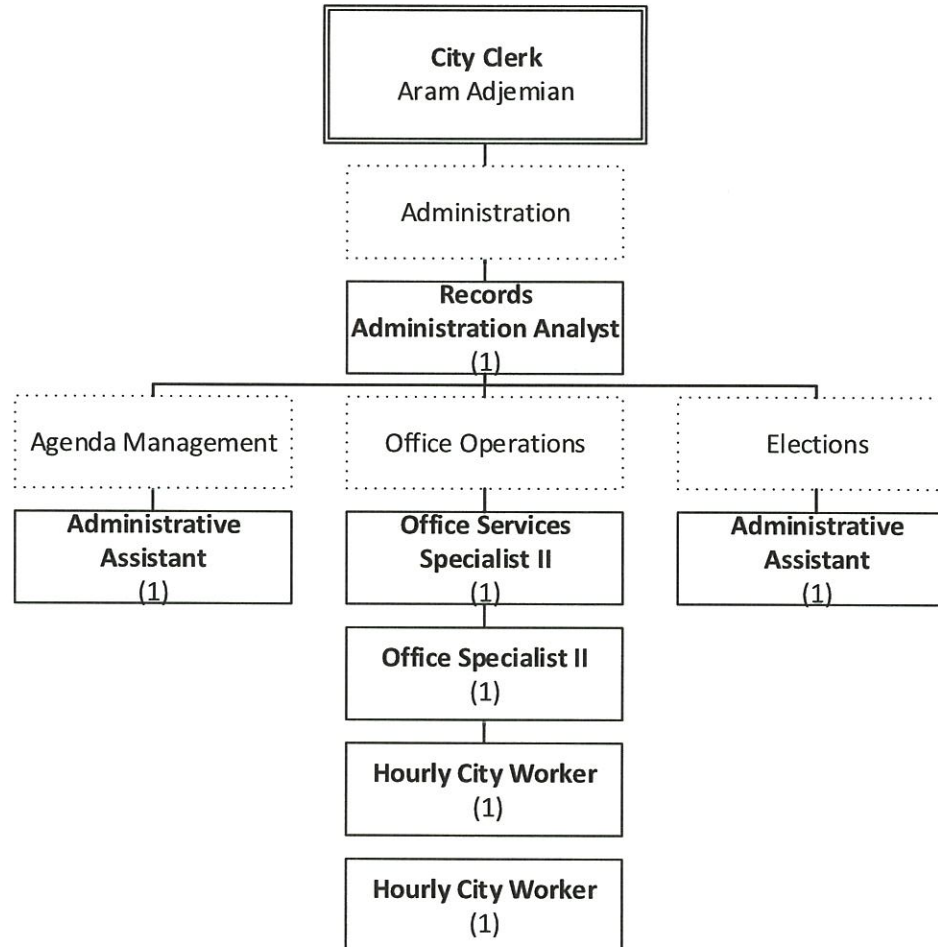 City Clerk
Aram Adjemian
Administration
Records
Administration Analyst
(1)
Agenda Management
Office Operations
Elections
Administrative
Assistant
(1)
Office Services
Specialist II
(1)
Administrative
Assistant
(1)
Office Specialist II
(1)
Hourly City Worker
(1)
Hourly City Worker
(1)